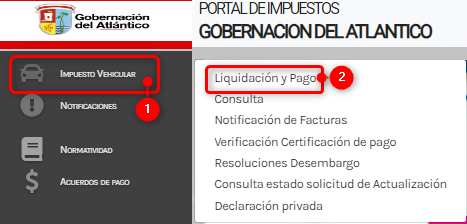 Gobernación
del Atlántico
IMPUESTO VEHICULAR
1
NOTIFICACIONES
NORMATIVIDAD
ACUERDOS DE PAGO
PORTAL DE IMPUESTOS
GOBERNACION DEL ATLANTICO
Liquidación y Pago
2
Consulta
Notificación de Facturas
Verificación Certificación de pago
Resoluciones Desembargo
Consulta estado solicitud de Actualización
Declaración privada